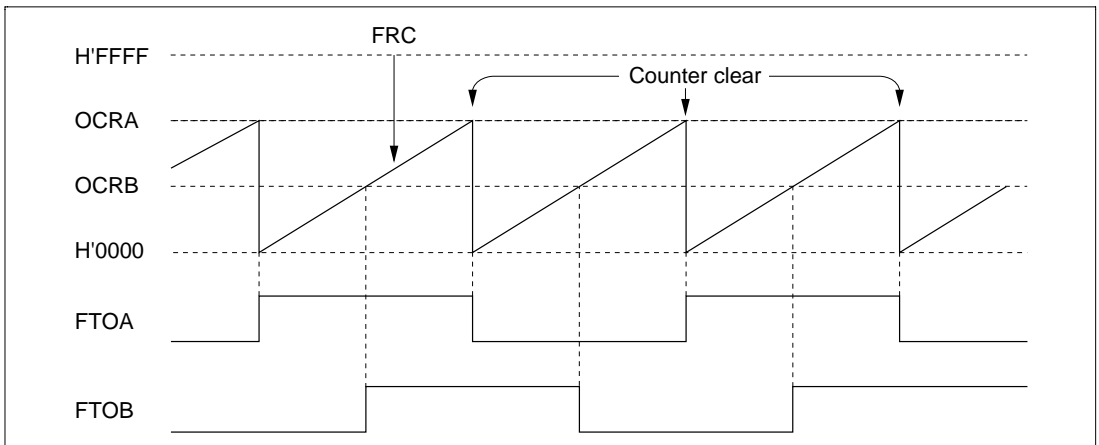 FRC
H'FFFF
Counter clear
OCRA
OCRB
H'0000
FTOA
FTOB